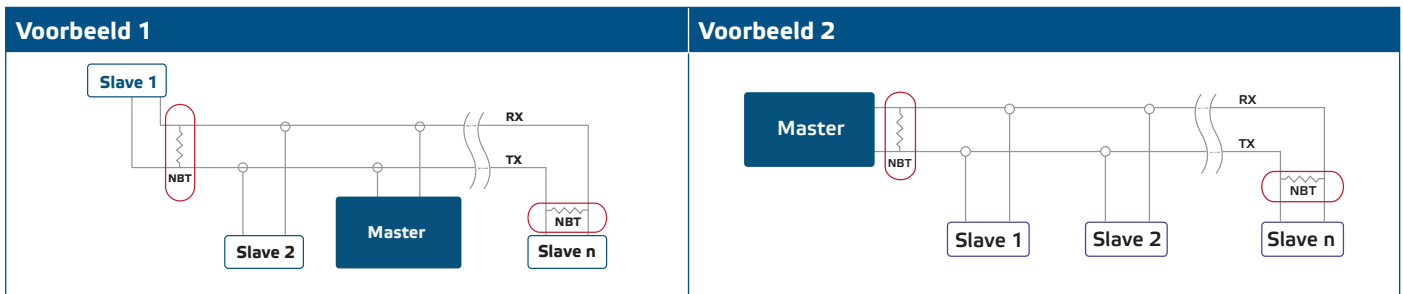 Voorbeeld 1
Slave 1
RX
TX
NBT
NBT
Master
Slave 2
Slave n
Voorbeeld 2
RX
Master
TX
NBT
NBT
Slave 1
Slave 2
Slave n